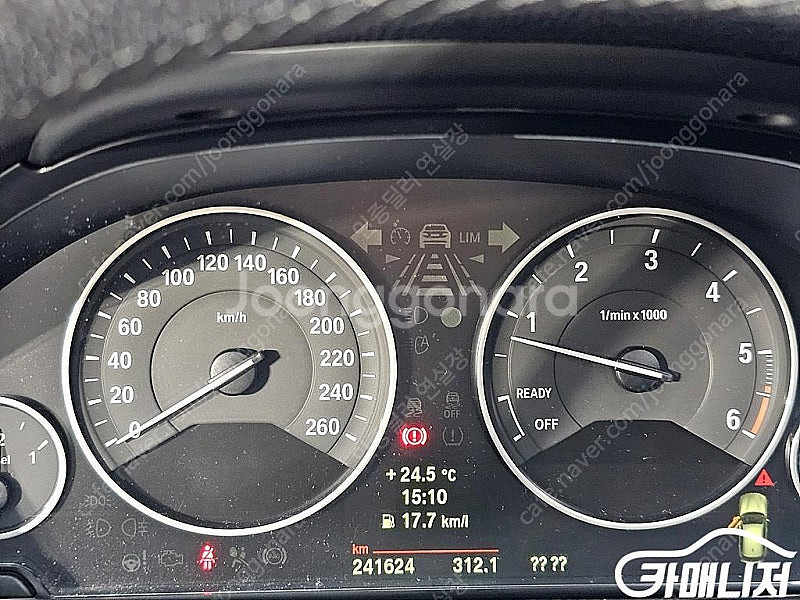 Joonggonara
100 120 140 160
80 180
60 200
40 220
20 240
0 260
km/h
LIM
OFF
1 2 3 4 5 6
1/min x 1000
READY
OFF
+ 24.5 °C
15:10
17.7 km/l
km
241624 312.1 ?? ??
카매니저